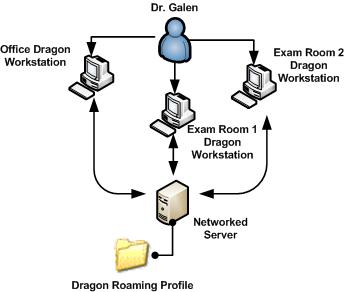 Dr. Galen
Office Dragon
Workstation
Exam Room 2
Dragon
Workstation
Exam Room 1
Dragon
Workstation
Networked
Server
Dragon Roaming Profile